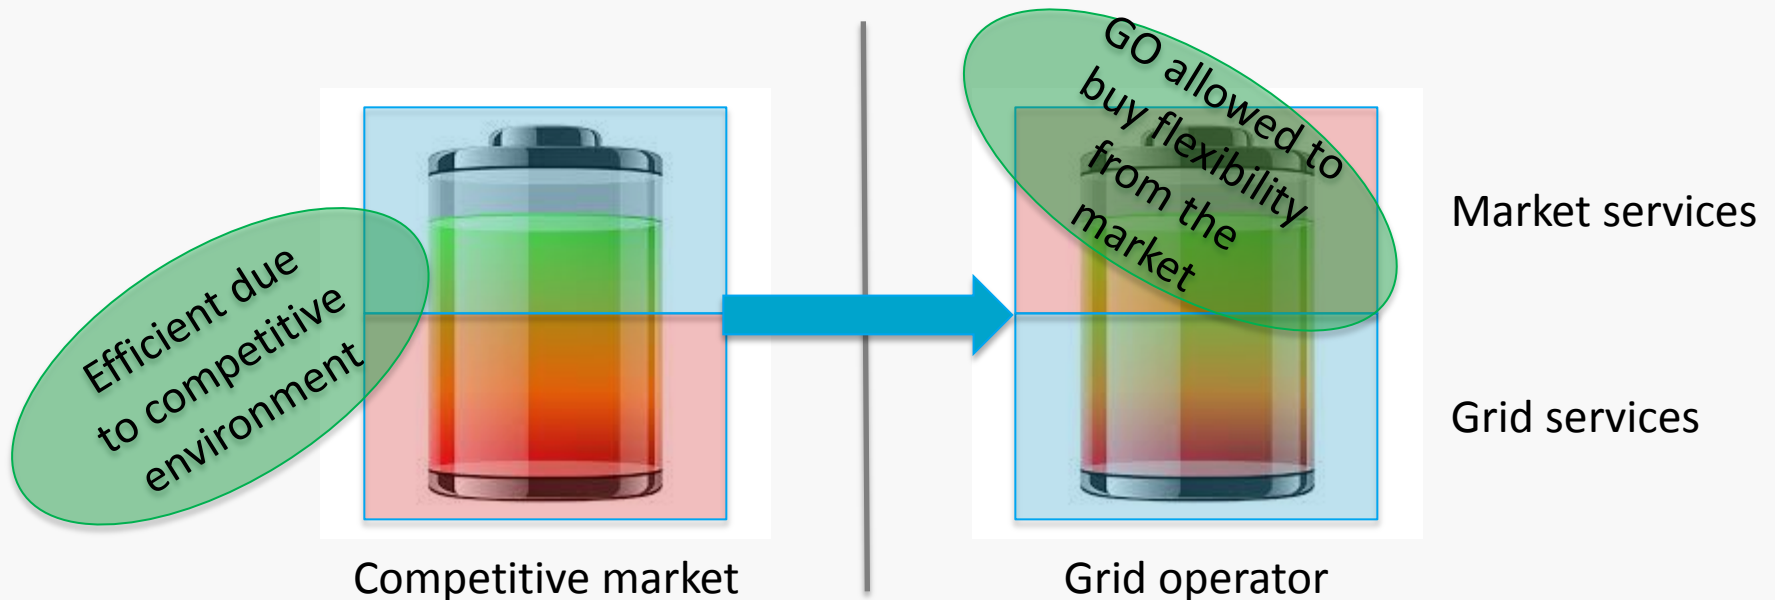 Efficient due
to competitive
environment
GO allowed to
buy flexibility
from the
market
Market services
Grid services
Competitive market
Grid operator